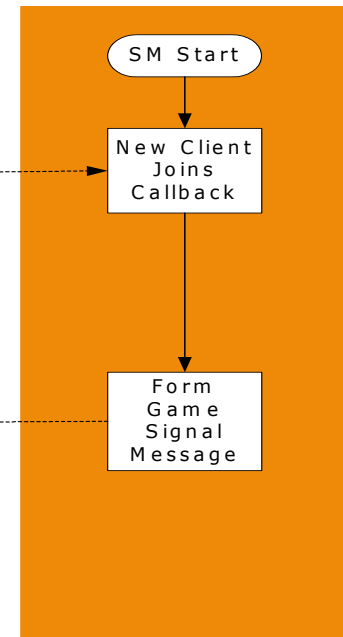 SM Start
New Client
Joins
Callback
Form
Game
Signal
Message